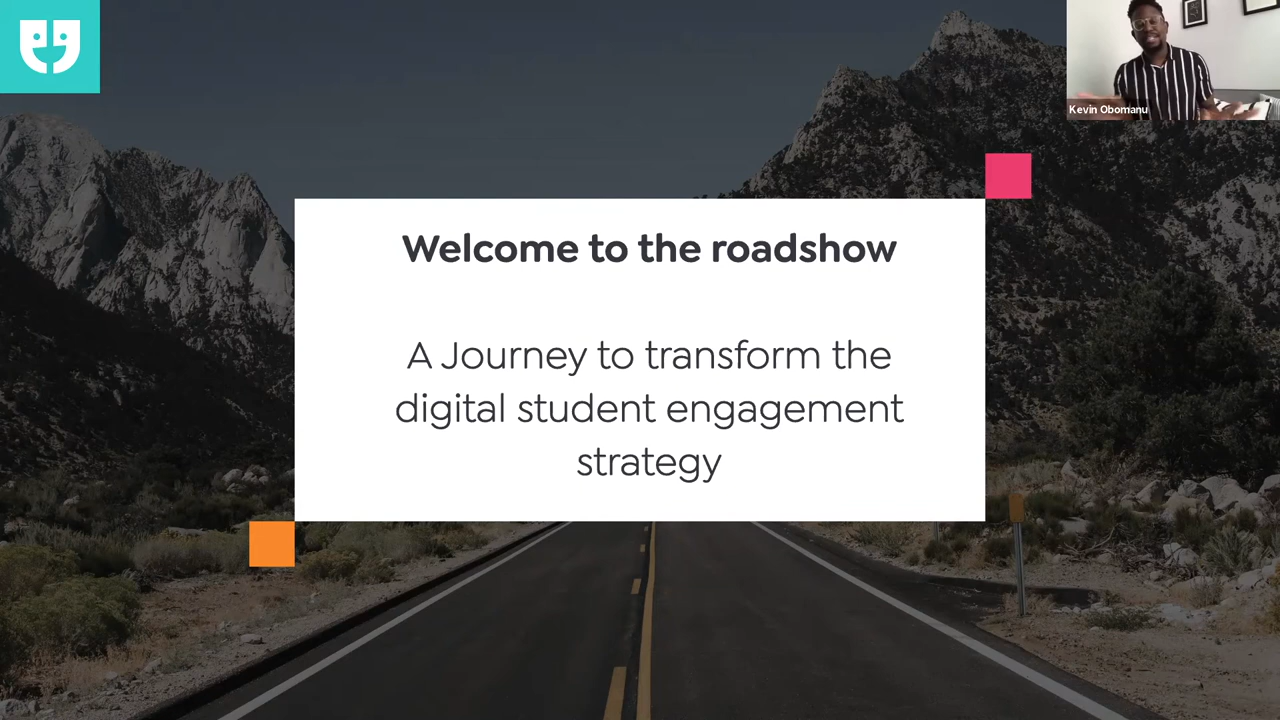 Kevin Obomanu
Welcome to the roadshow
A Journey to transform the
digital student engagement
strategy